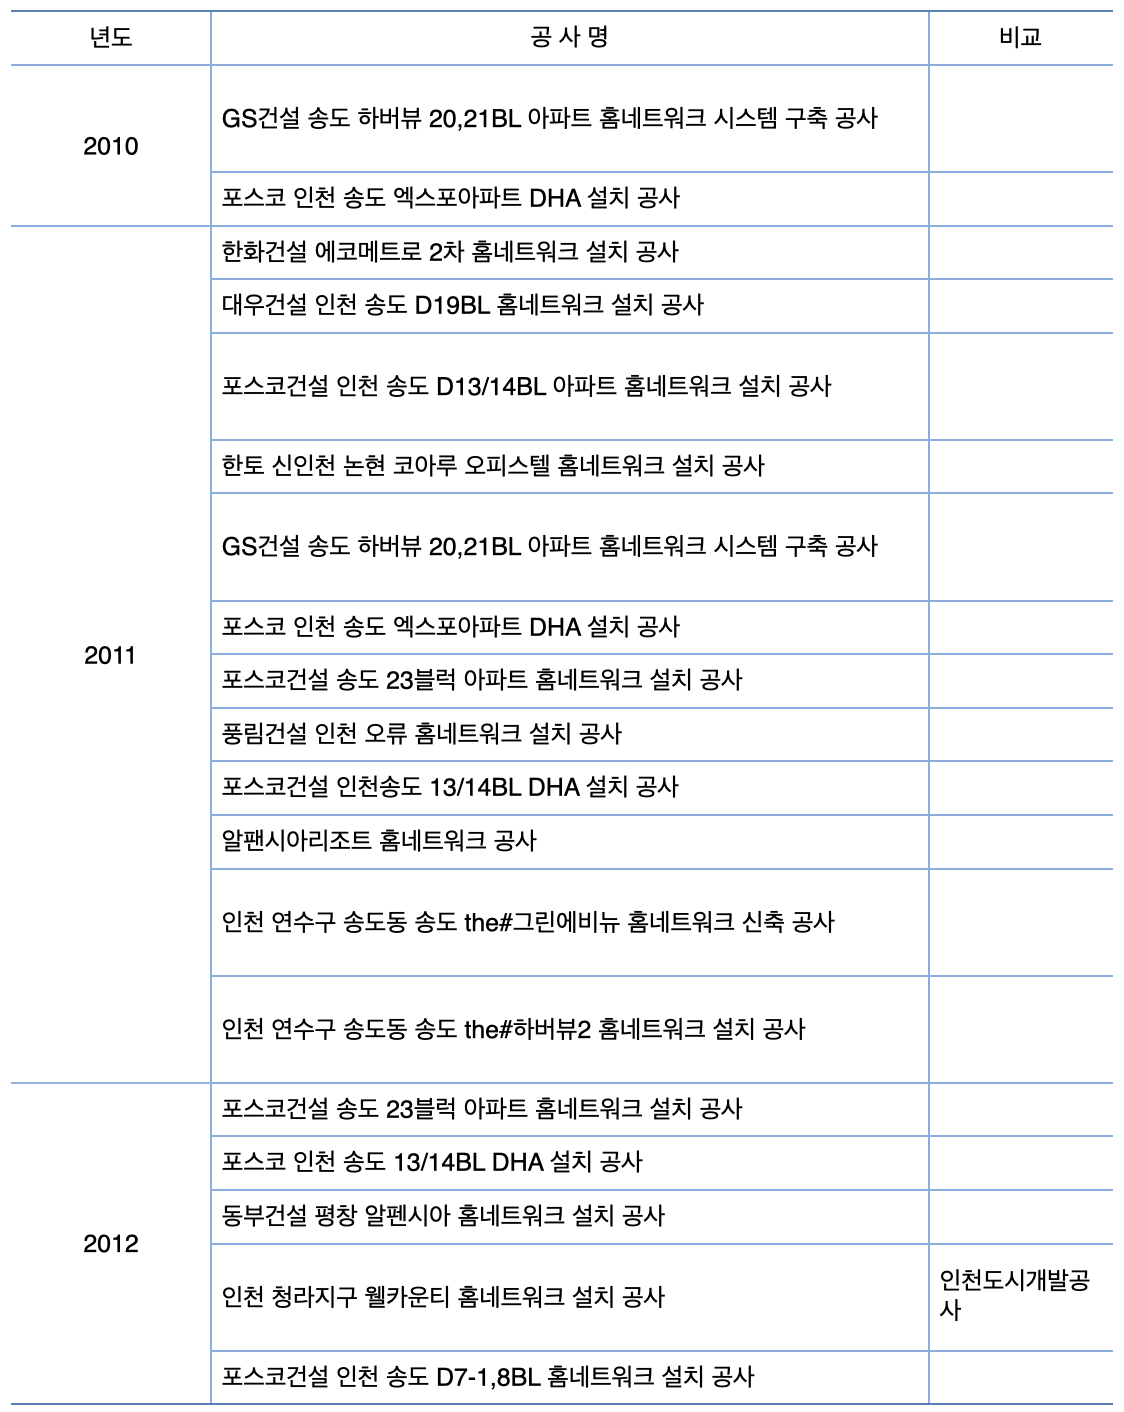 년도 공 사 명 비교
2010
GS건설 송도 하버뷰 20,21BL 아파트 홈네트워크 시스템 구축 공사
포스코 인천 송도 엑스포아파트 DHA 설치 공사
2011
한화건설 에코메트로 2차 홈네트워크 설치 공사
대우건설 인천 송도 D19BL 홈네트워크 설치 공사
포스코건설 인천 송도 D13/14BL 아파트 홈네트워크 설치 공사
한토 신인천 논현 코아루 오피스텔 홈네트워크 설치 공사
GS건설 송도 하버뷰 20,21BL 아파트 홈네트워크 시스템 구축 공사
포스코 인천 송도 엑스포아파트 DHA 설치 공사
포스코건설 송도 23블럭 아파트 홈네트워크 설치 공사
풍림건설 인천 오류 홈네트워크 설치 공사
포스코건설 인천송도 13/14BL DHA 설치 공사
알팬시아리조트 홈네트워크 공사
인천 연수구 송도동 송도 the#그린에비뉴 홈네트워크 신축 공사
인천 연수구 송도동 송도 the#하버뷰2 홈네트워크 설치 공사
2012
포스코건설 송도 23블럭 아파트 홈네트워크 설치 공사
포스코 인천 송도 13/14BL DHA 설치 공사
동부건설 평창 알펜시아 홈네트워크 설치 공사
인천 청라지구 웰카운티 홈네트워크 설치 공사
인천도시개발공
사
포스코건설 인천 송도 D7-1,8BL 홈네트워크 설치 공사